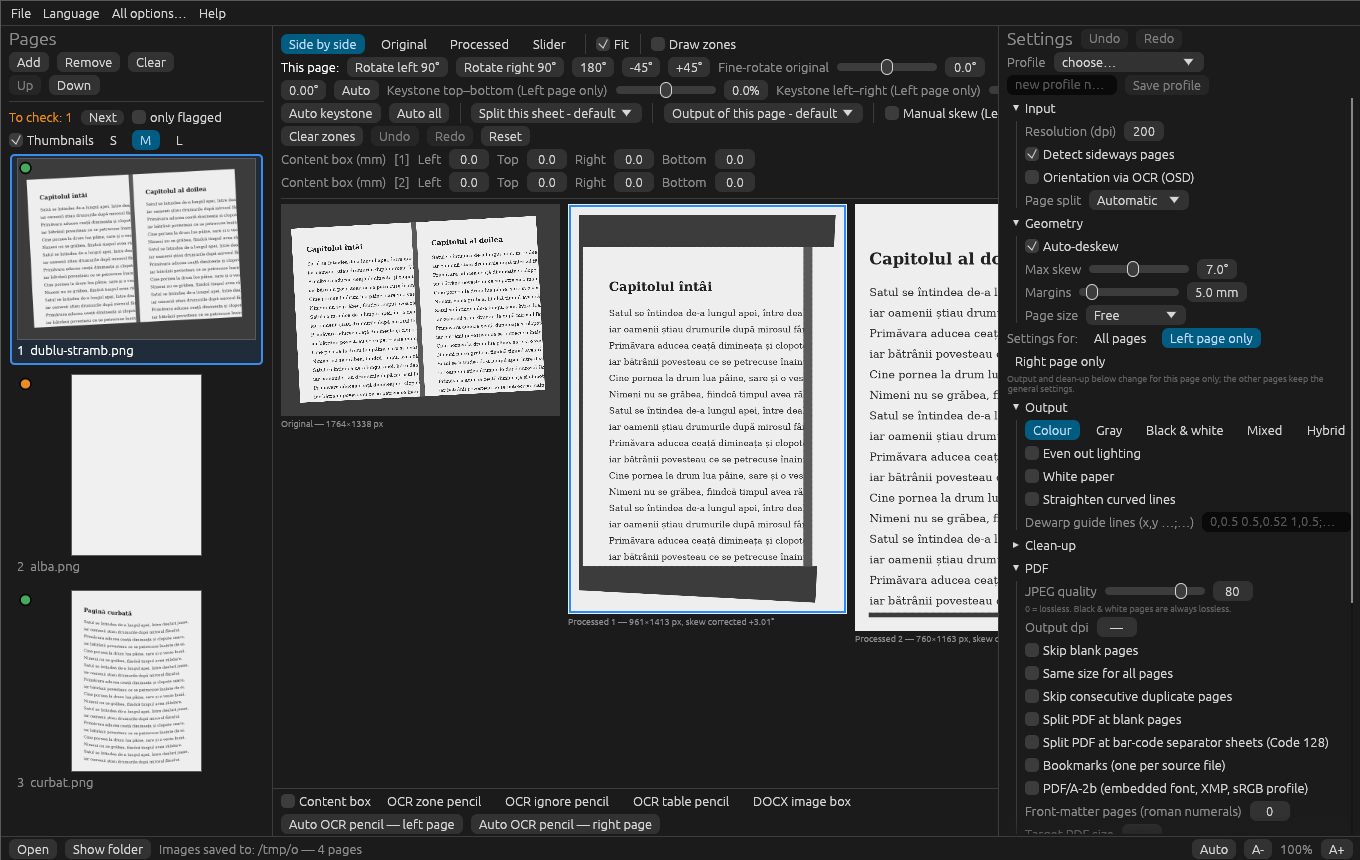 File Language All options… Help
Pages
Add Remove Clear
Up Down
To check: 1 Next only flagged
Thumbnails S M L
Capitolul întâi Capitolul al doilea
1 dublu-stramb.png
2 alba.png
Pagină curbată
3 curbat.png
Side by side Original Processed Slider Fit Draw zones
This page: Rotate left 90° Rotate right 90° 180° -45° +45° Fine-rotate original 0.0°
0.00° Auto Keystone top–bottom (Left page only) 0.0% Keystone left–right (Left page only)
Auto keystone Auto all Split this sheet - default Output of this page - default Manual skew (Le
Clear zones Undo Redo Reset
Content box (mm) [1] Left 0.0 Top 0.0 Right 0.0 Bottom 0.0
Content box (mm) [2] Left 0.0 Top 0.0 Right 0.0 Bottom 0.0
Capitolul întâi Capitolul al doilea
Original — 1764×1338 px
Capitolul întâi
Satul se întindea de-a lungul apei, între dea
iar oamenii știau drumurile după mirosul fâ
Primăvara aducea ceață dimineața și clopot
iar bătrânii povesteau ce se petrecuse înain
Cine pornea la drum lua pâine, sare și o ves
Nimeni nu se grăbea, fiindcă timpul avea ră
Satul se întindea de-a lungul apei, între dea
iar oamenii știau drumurile după mirosul fâ
Primăvara aducea ceață dimineața și clopot
iar bătrânii povesteau ce se petrecuse înain
Cine pornea la drum lua pâine, sare și o ves
Nimeni nu se grăbea, fiindcă timpul avea ră
Satul se întindea de-a lungul apei, între dea
iar oamenii știau drumurile după mirosul fâ
Primăvara aducea ceață dimineața și clopot
iar bătrânii povesteau ce se petrecuse înain
Processed 1 — 961×1413 px, skew corrected +3.01°
Capitolul al do
Satul se întindea de-a l
iar oamenii știau drum
Primăvara aducea ceaț
iar bătrânii povesteau
Cine pornea la drum lu
Nimeni nu se grăbea, fi
Satul se întindea de-a l
iar oamenii știau drum
Primăvara aducea ceaț
iar bătrânii povesteau
Cine pornea la drum lu
Nimeni nu se grăbea, fi
Satul se întindea de-a l
iar oamenii știau drum
Primăvara aducea ceaț
iar bătrânii povesteau
Processed 2 — 760×1163 px, skew c
Content box OCR zone pencil OCR ignore pencil OCR table pencil DOCX image box
Auto OCR pencil — left page Auto OCR pencil — right page
Settings Undo Redo
Profile choose…
new profile n… Save profile
Input
Resolution (dpi) 200
Detect sideways pages
Orientation via OCR (OSD)
Page split Automatic
Geometry
Auto-deskew
Max skew 7.0°
Margins 5.0 mm
Page size Free
Settings for: All pages Left page only
Right page only
Output and clean-up below change for this page only; the other pages keep the
general settings.
Output
Colour Gray Black & white Mixed Hybrid
Even out lighting
White paper
Straighten curved lines
Dewarp guide lines (x,y …;…) 0,0.5 0.5,0.52 1,0.5;…
Clean-up
PDF
JPEG quality 80
0 = lossless. Black & white pages are always lossless.
Output dpi —
Skip blank pages
Same size for all pages
Skip consecutive duplicate pages
Split PDF at blank pages
Split PDF at bar-code separator sheets (Code 128)
Bookmarks (one per source file)
PDF/A-2b (embedded font, XMP, sRGB profile)
Front-matter pages (roman numerals) 0
Target PDF size
Open Show folder Images saved to: /tmp/o — 4 pages Auto A- 100% A+